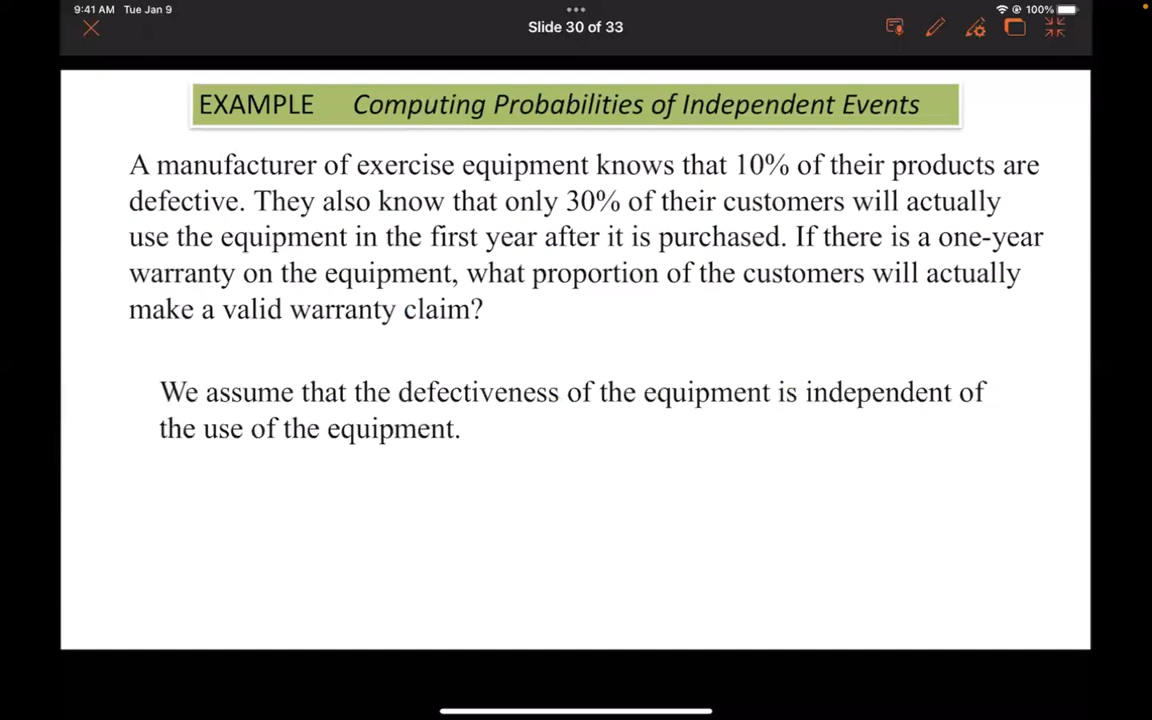 9:41 AM Tue Jan 9
100%
Slide 30 of 33
EXAMPLE Computing Probabilities of Independent Events
A manufacturer of exercise equipment knows that 10% of their products are
defective. They also know that only 30% of their customers will actually
use the equipment in the first year after it is purchased. If there is a one-year
warranty on the equipment, what proportion of the customers will actually
make a valid warranty claim?
We assume that the defectiveness of the equipment is independent of
the use of the equipment.